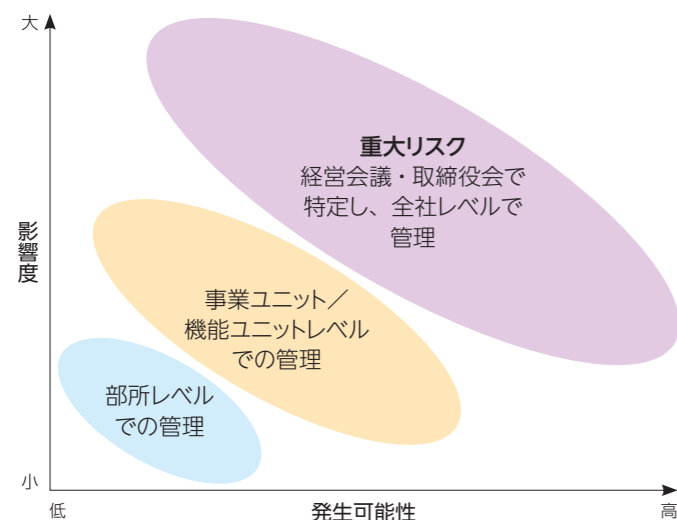 大
重大リスク
経営会議・取締役会で
特定し、全社レベルで
管理
影響度
事業ユニット／
機能ユニットレベル
での管理
部所レベル
での管理
小
低
発生可能性
高